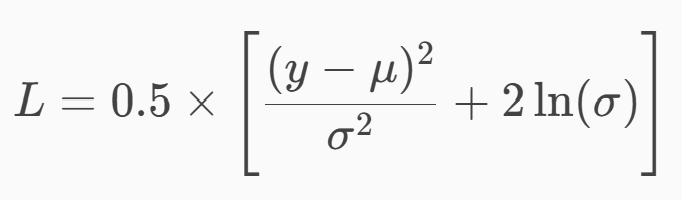 L = 0.5 × [ (y − μ)² / σ² + 2 ln(σ) ]